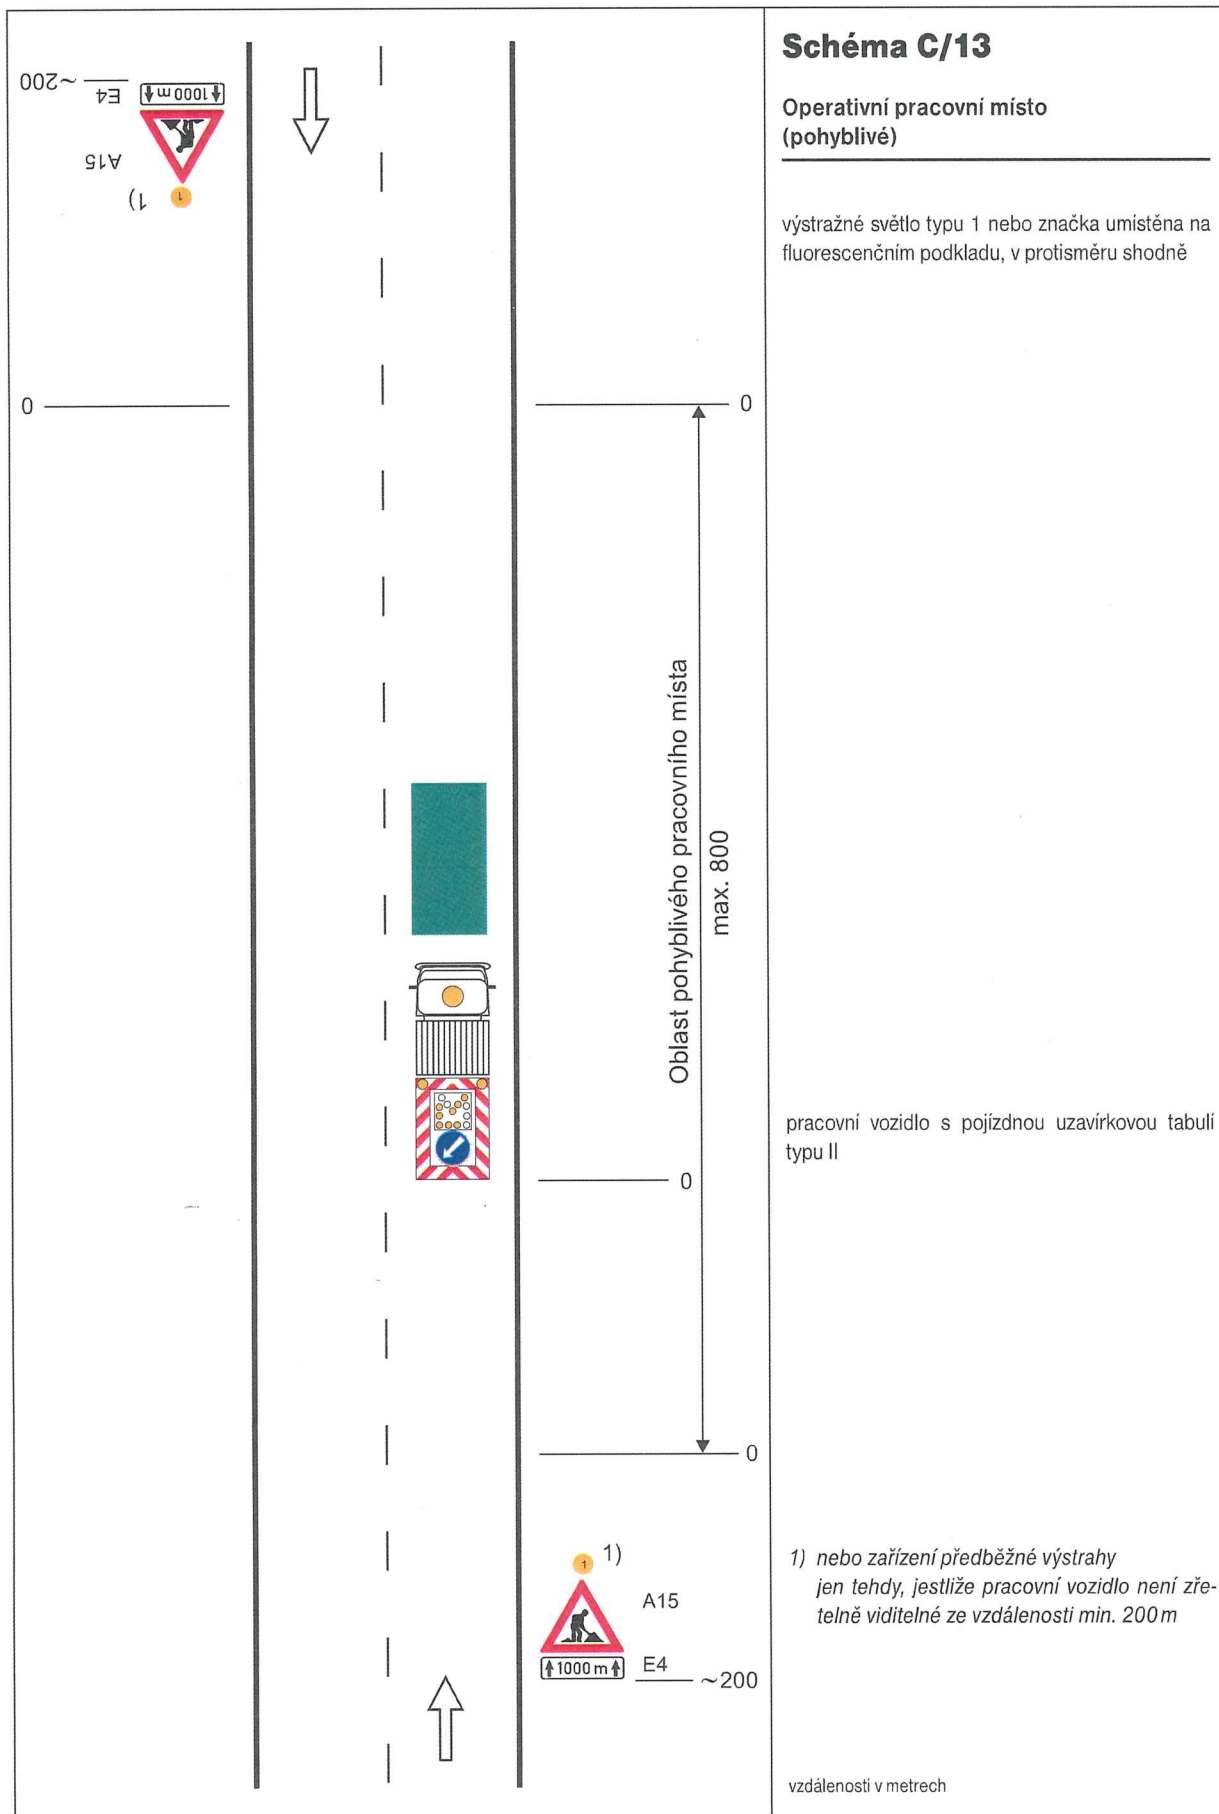 Schéma C/13
Operativní pracovní místo
(pohyblivé)
výstražné světlo typu 1 nebo značka umístěna na
fluorescenčním podkladu, v protisměru shodně
~200
E4
1000 m
A15
1)
1
0
0
Oblast pohyblivého pracovního místa
max. 800
pracovní vozidlo s pojízdnou uzavírkovou tabulí
typu II
0
0
1)
1
A15
1000 m
E4
~200
1) nebo zařízení předběžné výstrahy
jen tehdy, jestliže pracovní vozidlo není zře-
telně viditelné ze vzdálenosti min. 200 m
vzdálenosti v metrech